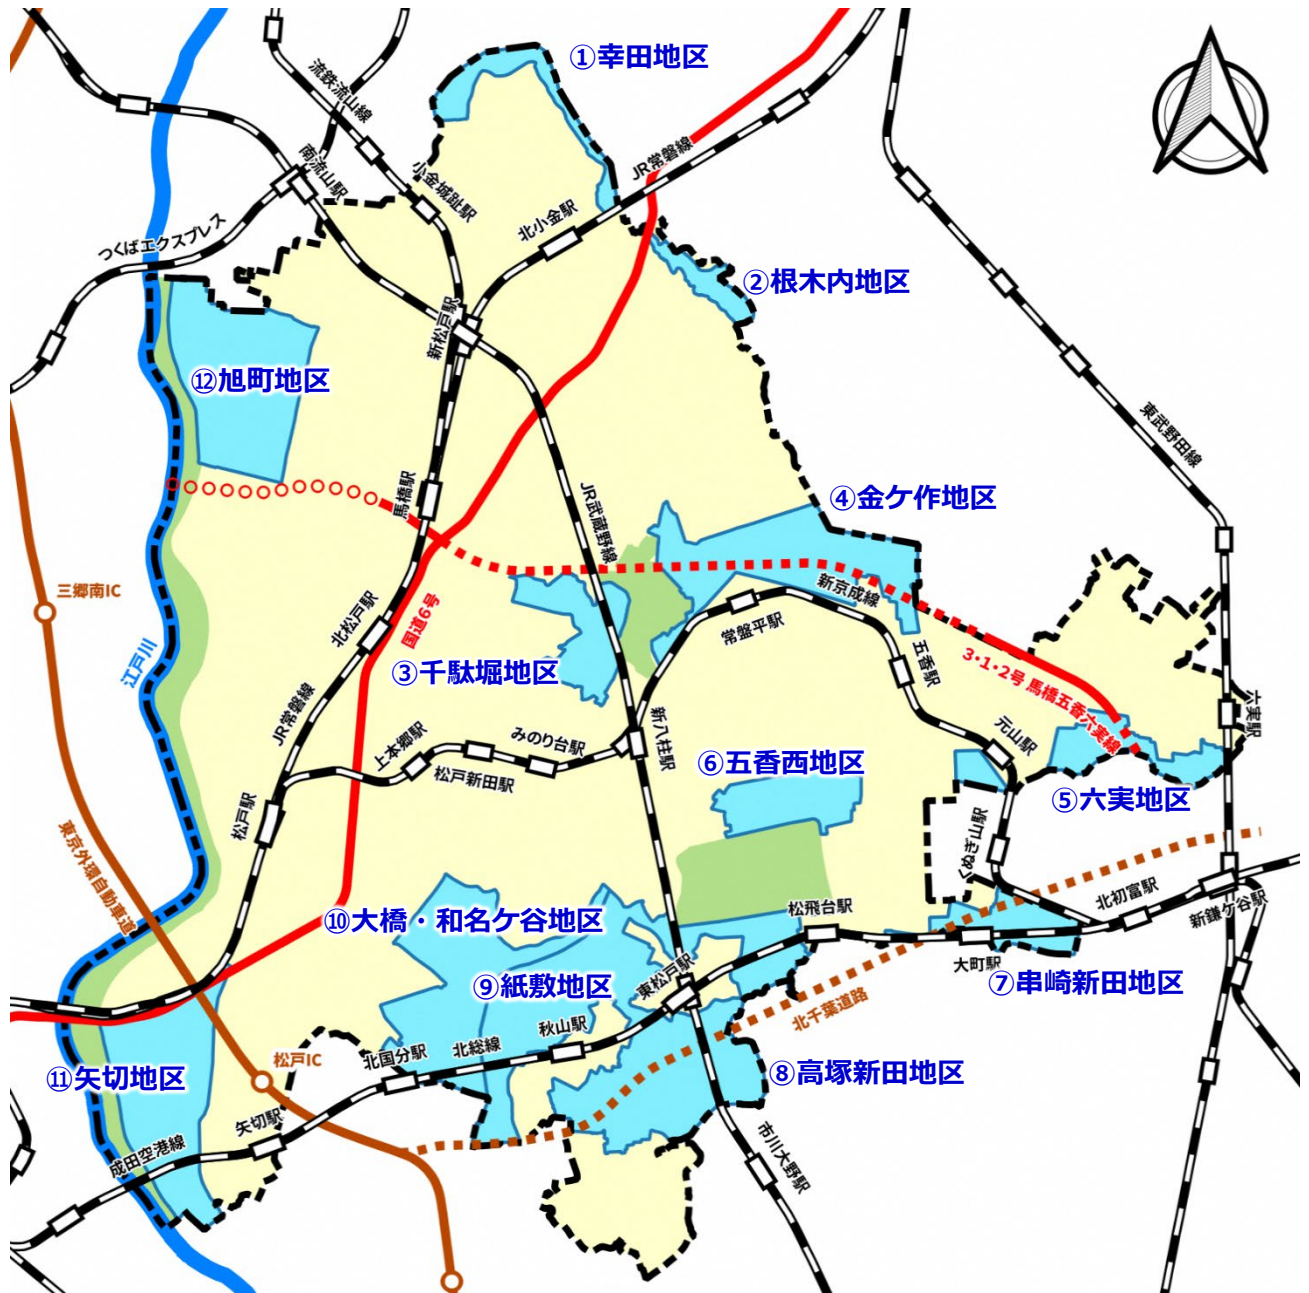 ①幸田地区
流鉄流山線
南流山駅
小金城趾駅
JR常磐線
北小金駅
つくばエクスプレス
②根木内地区
新松戸駅
⑫旭町地区
東武野田線
馬橋駅
JR武蔵野線
④金ケ作地区
三郷南IC
新京成線
国道6号
北松戸駅
常盤平駅
江戸川
③千駄堀地区
五香駅
3・1・2号 馬橋五香六実線
六実駅
JR常磐線
上本郷駅
みのり台駅
新八柱駅
元山駅
松戸新田駅
⑥五香西地区
⑤六実地区
松戸駅
くぬぎ山駅
東京外環自動車道
北初富駅
新鎌ケ谷駅
⑩大橋・和名ケ谷地区
松飛台駅
大町駅
⑨紙敷地区
東松戸駅
⑦串崎新田地区
北千葉道路
秋山駅
北総線
北国分駅
松戸IC
⑪矢切地区
⑧高塚新田地区
矢切駅
成田空港線
市川大野駅